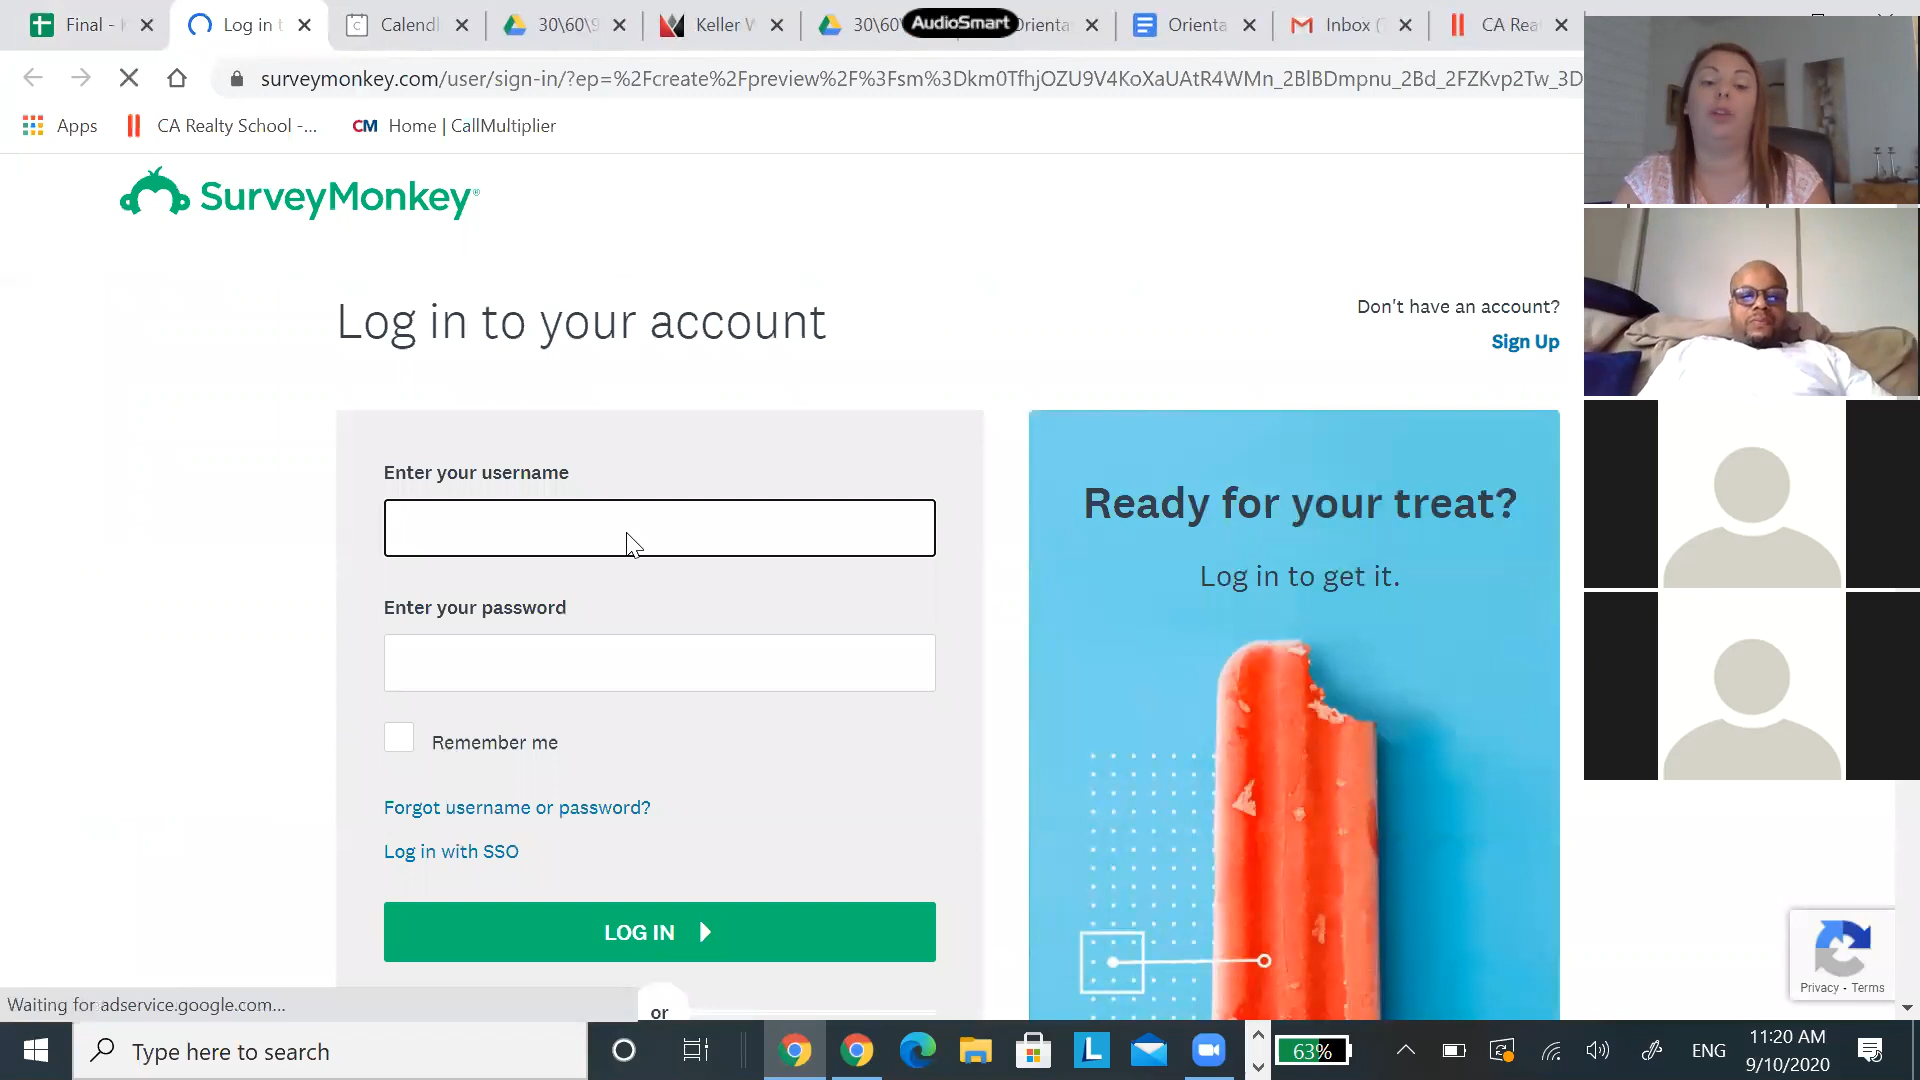 Final -
Log in t
Calendl
30\60\9
Keller W
30\60
AudioSmart
Orienta
Orienta
Inbox (
CA Rea
surveymonkey.com/user/sign-in/?ep=%2Fcreate%2Fpreview%2F%3Fsm%3Dkm0TfhjOZU9V4KoXaUAtR4WMn_2BlBDmpnu_2Bd_2FZKvp2Tw_3D
Apps
CA Realty School -...
CM Home | CallMultiplier
SurveyMonkey®
Log in to your account
Don't have an account?
Sign Up
Enter your username
Enter your password
Remember me
Forgot username or password?
Log in with SSO
LOG IN
or
Ready for your treat?
Log in to get it.
Privacy - Terms
Waiting for adservice.google.com...
Type here to search
L
63%
ENG
11:20 AM
9/10/2020